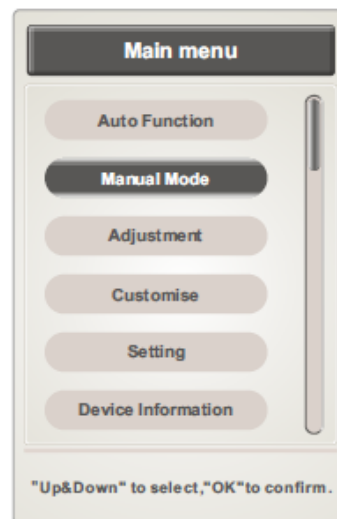 Main menu
Auto Function
Manual Mode
Adjustment
Customise
Setting
Device Information
"Up&Down" to select,"OK"to confirm.